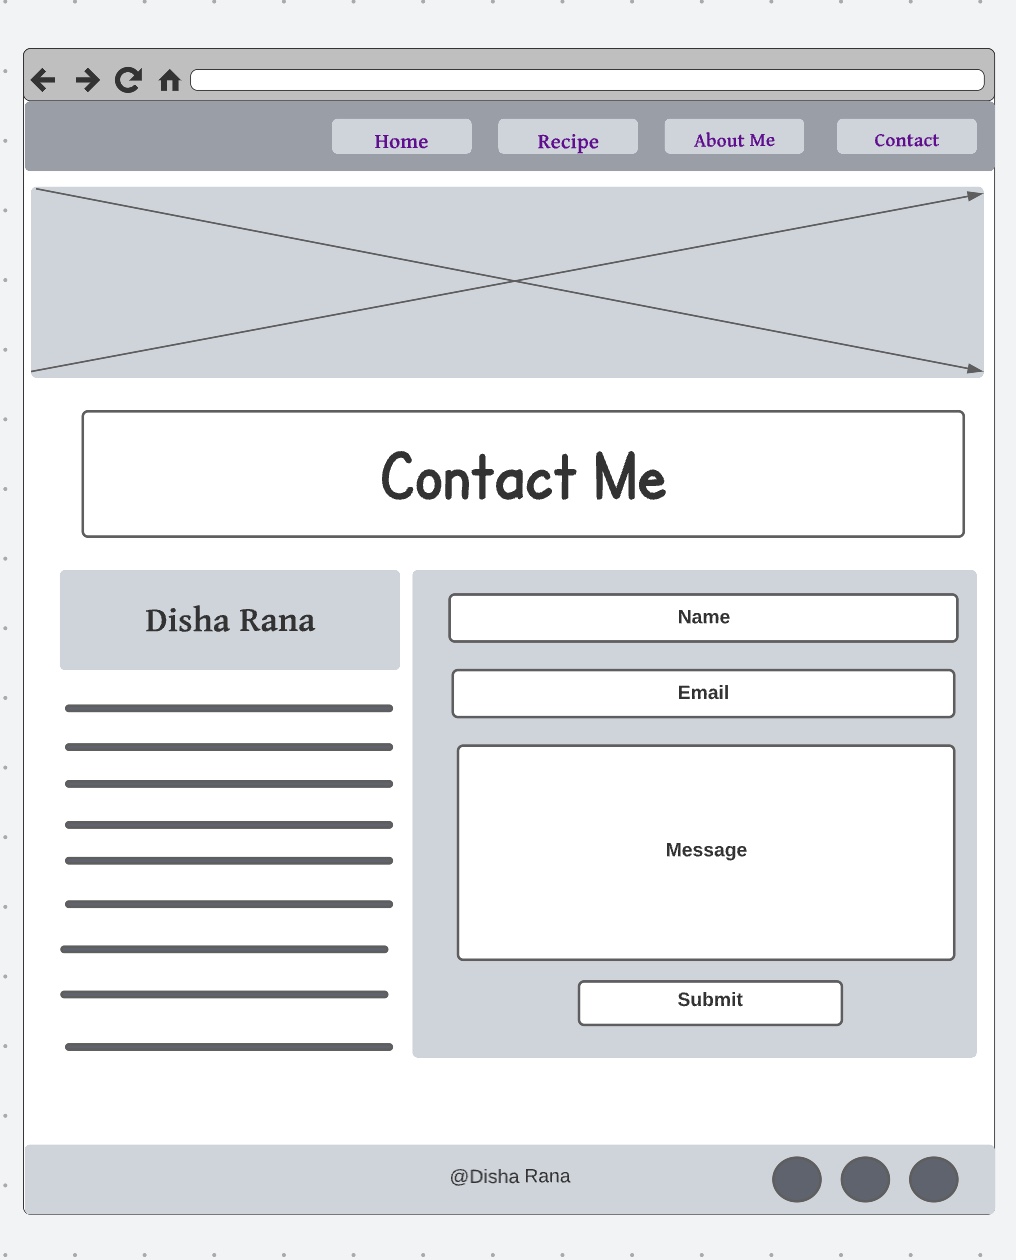 Home
Recipe
About Me
Contact
Contact Me
Disha Rana
Name
Email
Message
Submit
@Disha Rana